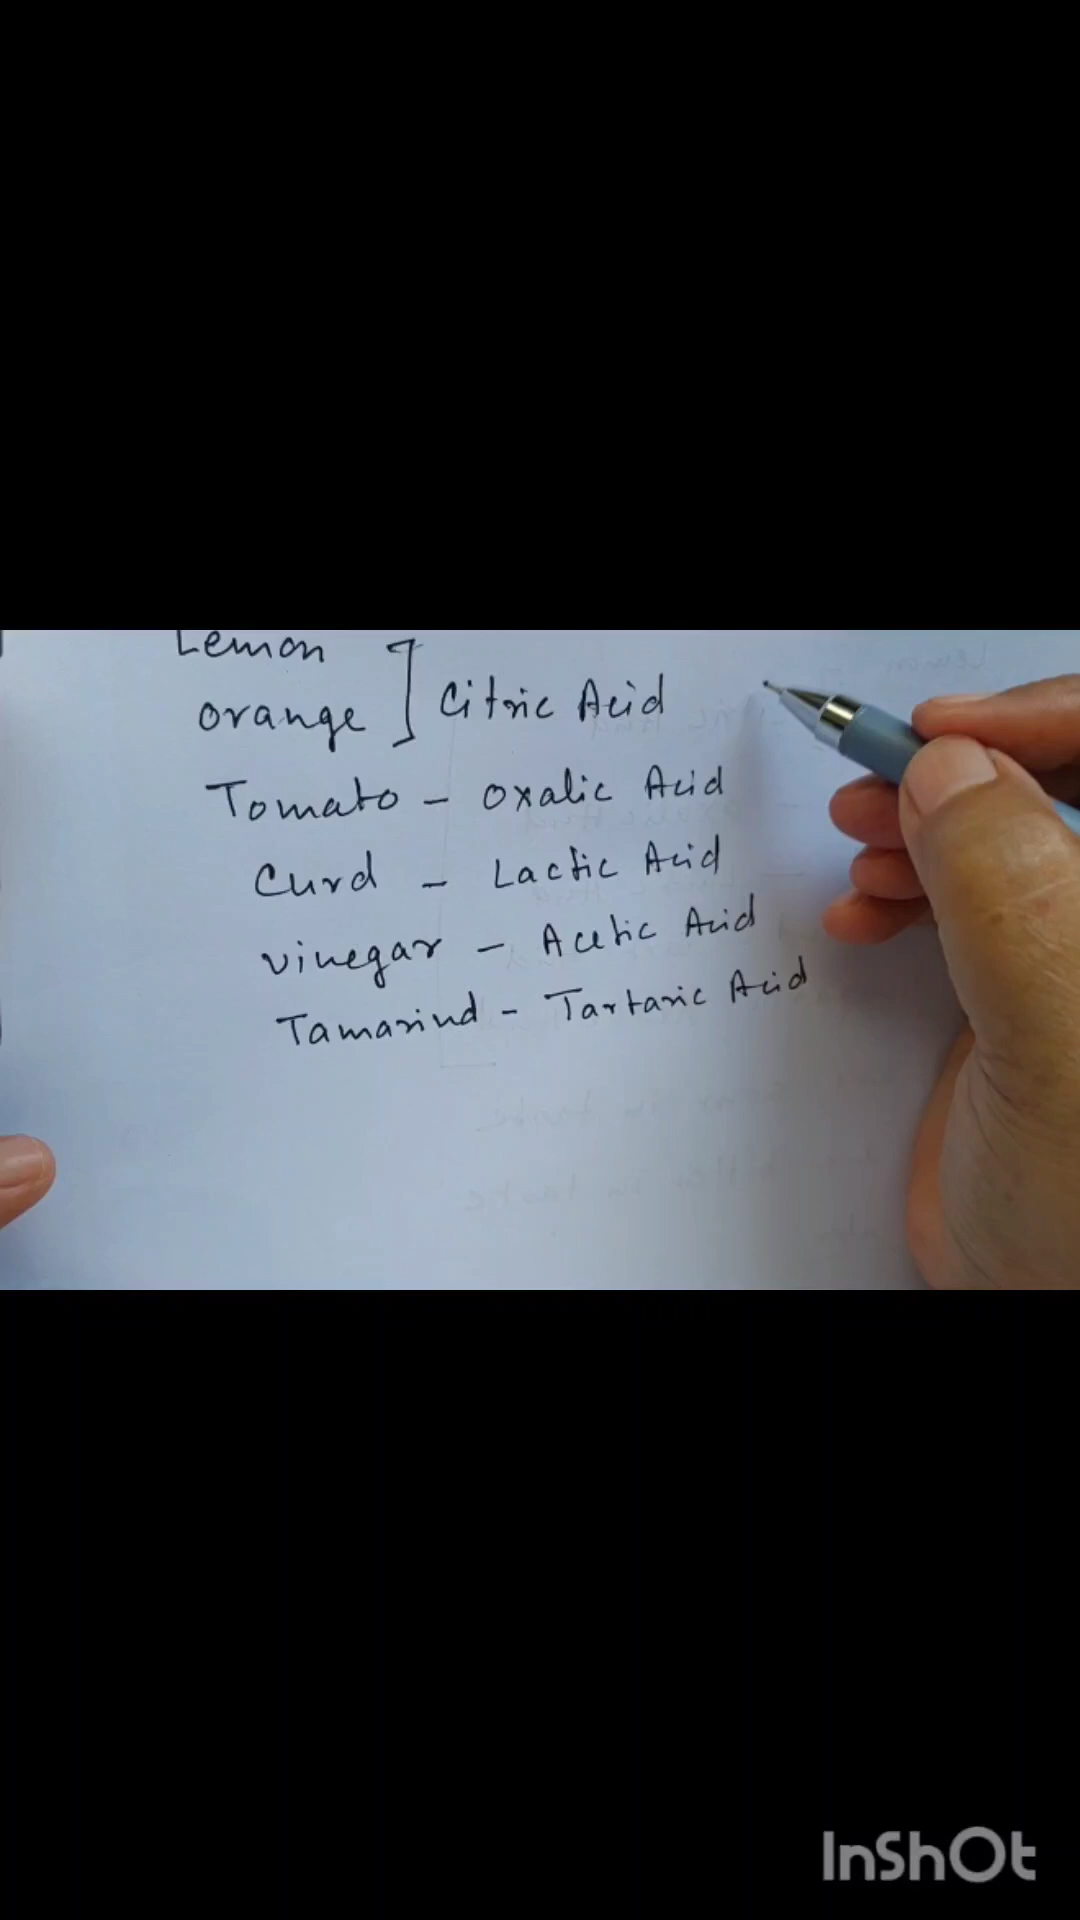 Lemon
orange ] Citric Acid
Tomato - Oxalic Acid
Curd - Lactic Acid
Vinegar - Acetic Acid
Tamarind - Tartaric Acid
InShOt